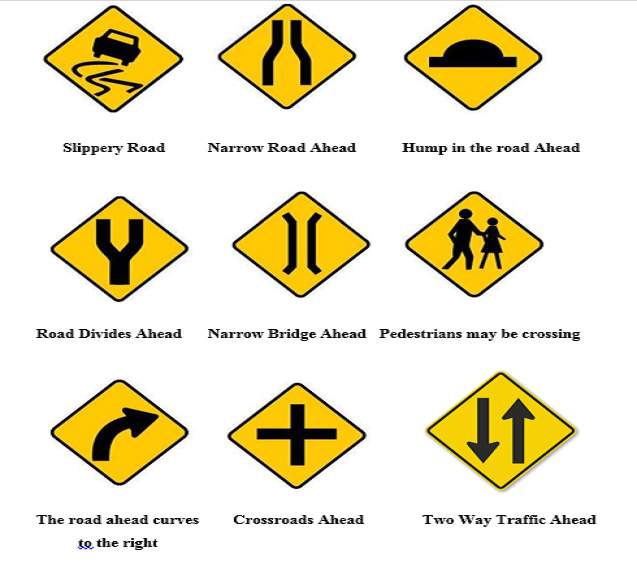 Slippery Road
Narrow Road Ahead
Hump in the road Ahead
Road Divides Ahead
Narrow Bridge Ahead
Pedestrians may be crossing
The road ahead curves
to the right
Crossroads Ahead
Two Way Traffic Ahead